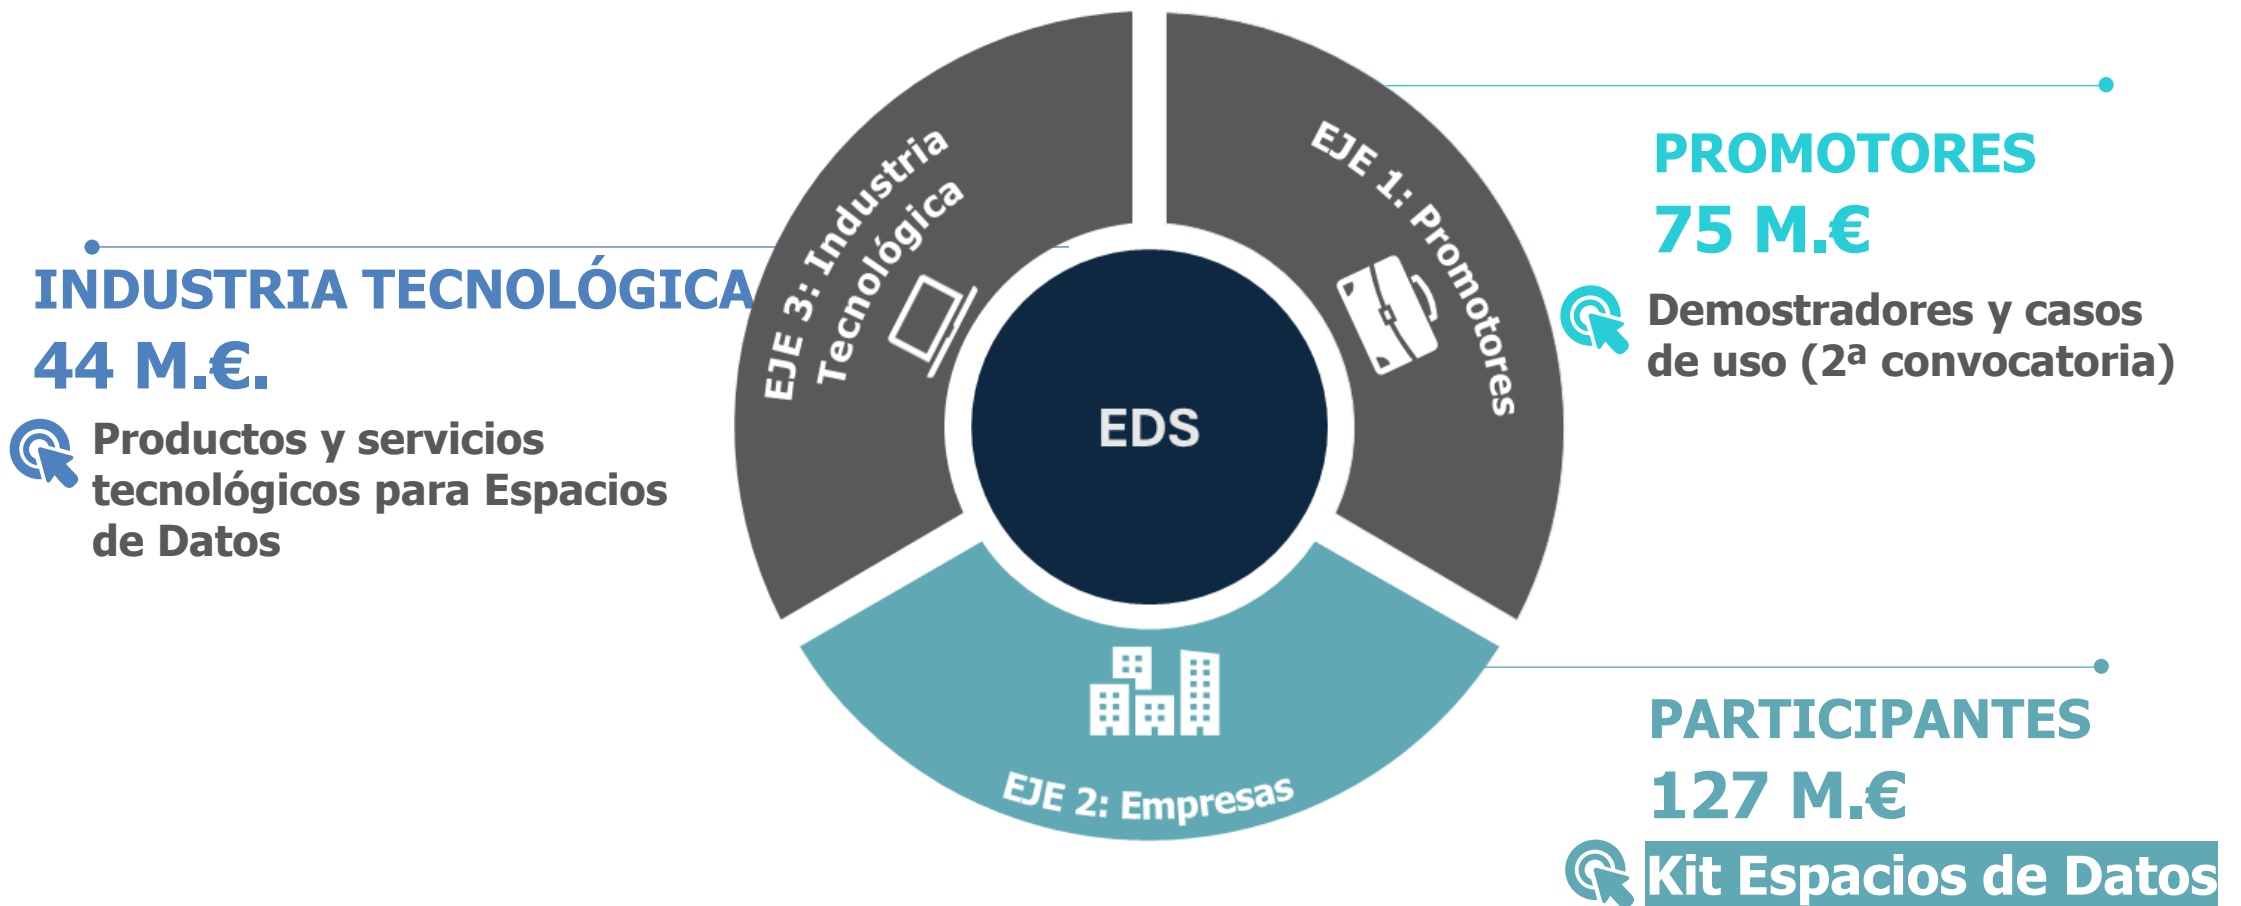 INDUSTRIA TECNOLÓGICA
44 M.€.
Productos y servicios
tecnológicos para Espacios
de Datos
EJE 3: Industria
Tecnológica
EDS
EJE 1: Promotores
EJE 2: Empresas
PROMOTORES
75 M.€
Demostradores y casos
de uso (2ª convocatoria)
PARTICIPANTES
127 M.€
Kit Espacios de Datos